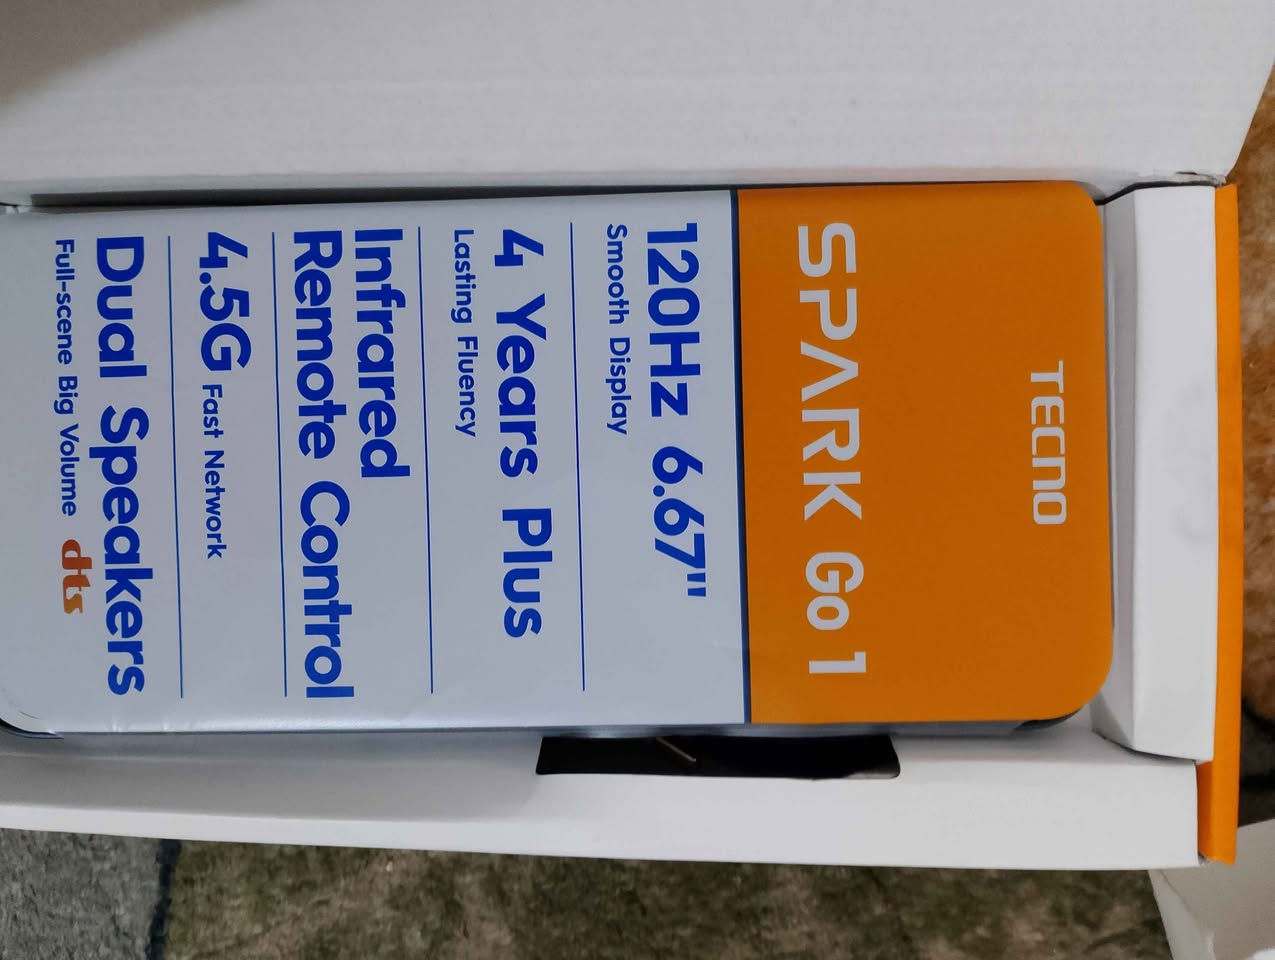 TECNO
SPARK Go 1
120Hz 6.67"
Smooth Display
4 Years Plus
Lasting Fluency
Infrared
Remote Control
4.5G Fast Network
Dual Speakers
Full-scene Big Volume dts